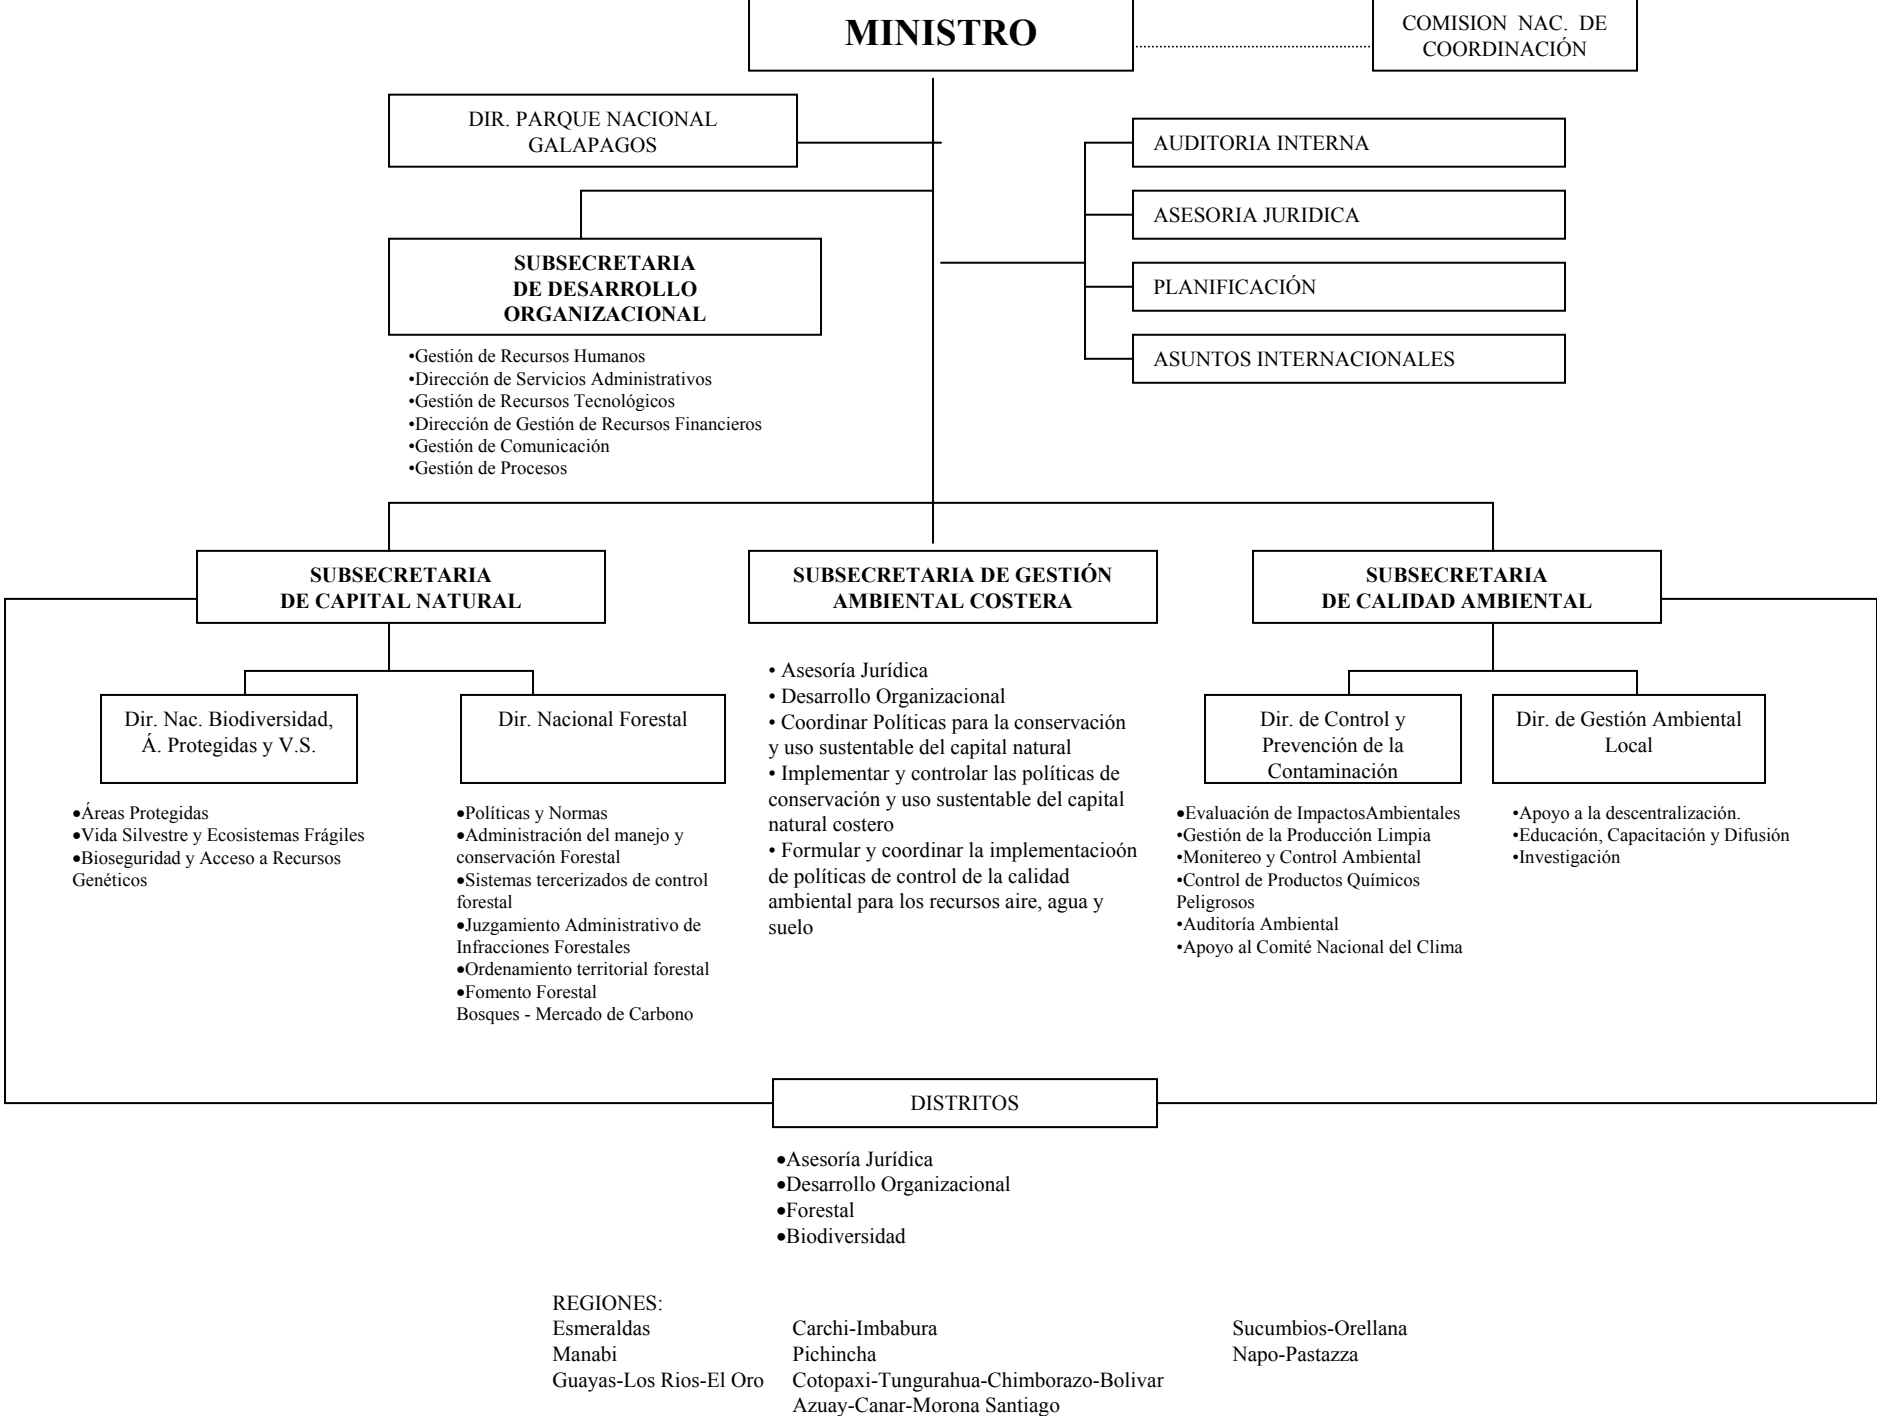 MINISTRO
COMISION NAC. DE
COORDINACIÓN
DIR. PARQUE NACIONAL
GALAPAGOS
AUDITORIA INTERNA
ASESORIA JURIDICA
PLANIFICACIÓN
ASUNTOS INTERNACIONALES
SUBSECRETARIA
DE DESARROLLO
ORGANIZACIONAL
•Gestión de Recursos Humanos
•Dirección de Servicios Administrativos
•Gestión de Recursos Tecnológicos
•Dirección de Gestión de Recursos Financieros
•Gestión de Comunicación
•Gestión de Procesos
SUBSECRETARIA
DE CAPITAL NATURAL
SUBSECRETARIA DE GESTIÓN
AMBIENTAL COSTERA
SUBSECRETARIA
DE CALIDAD AMBIENTAL
Dir. Nac. Biodiversidad,
Á. Protegidas y V.S.
•Áreas Protegidas
•Vida Silvestre y Ecosistemas Frágiles
•Bioseguridad y Acceso a Recursos
Genéticos
Dir. Nacional Forestal
•Políticas y Normas
•Administración del manejo y
conservación Forestal
•Sistemas tercerizados de control
forestal
•Juzgamiento Administrativo de
Infracciones Forestales
•Ordenamiento territorial forestal
•Fomento Forestal
Bosques - Mercado de Carbono
• Asesoría Jurídica
• Desarrollo Organizacional
• Coordinar Políticas para la conservación
y uso sustentable del capital natural
• Implementar y controlar las políticas de
conservación y uso sustentable del capital
natural costero
• Formular y coordinar la implementacioón
de políticas de control de la calidad
ambiental para los recursos aire, agua y
suelo
Dir. de Control y
Prevención de la
Contaminación
•Evaluación de ImpactosAmbientales
•Gestión de la Producción Limpia
•Monitereo y Control Ambiental
•Control de Productos Químicos
Peligrosos
•Auditoría Ambiental
•Apoyo al Comité Nacional del Clima
Dir. de Gestión Ambiental
Local
•Apoyo a la descentralización.
•Educación, Capacitación y Difusión
•Investigación
DISTRITOS
•Asesoría Jurídica
•Desarrollo Organizacional
•Forestal
•Biodiversidad
REGIONES:
Esmeraldas
Manabi
Guayas-Los Rios-El Oro
Carchi-Imbabura
Pichincha
Cotopaxi-Tungurahua-Chimborazo-Bolivar
Azuay-Canar-Morona Santiago
Sucumbios-Orellana
Napo-Pastazza